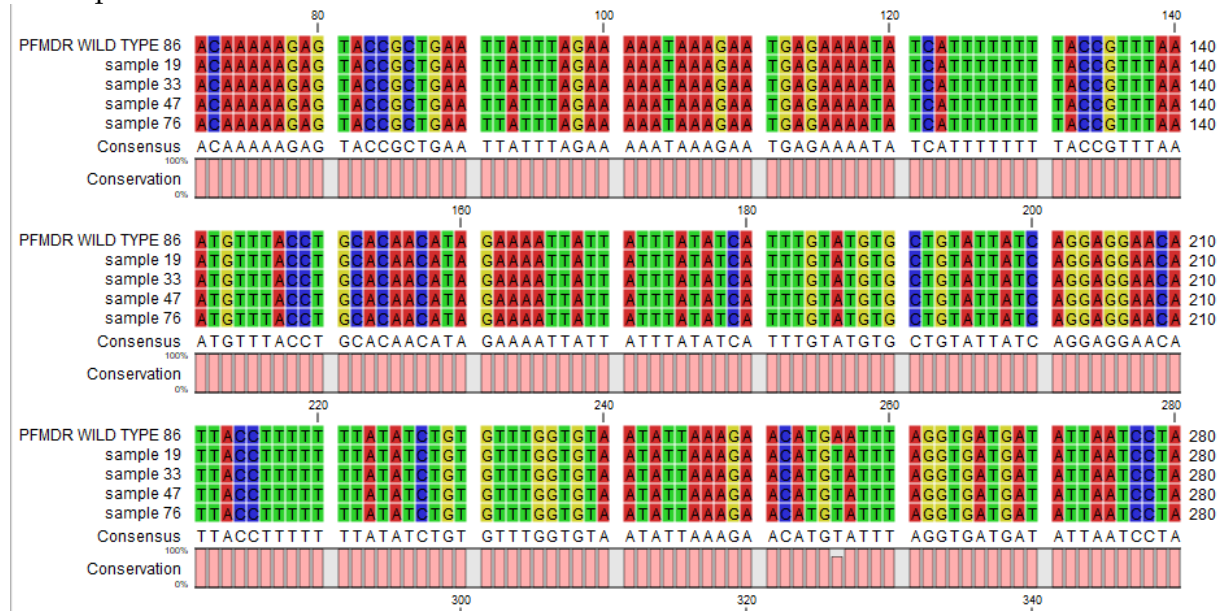 80 100 120 140
PFMDR WILD TYPE 86 ACAAAAAGAG TACCGCTGAA TTATTTAGAA AAATAAAGAA TGAGAAAATA TCATTTTTTT TACCGTTTAA 140
sample 19 ACAAAAAGAG TACCGCTGAA TTATTTAGAA AAATAAAGAA TGAGAAAATA TCATTTTTTT TACCGTTTAA 140
sample 33 ACAAAAAGAG TACCGCTGAA TTATTTAGAA AAATAAAGAA TGAGAAAATA TCATTTTTTT TACCGTTTAA 140
sample 47 ACAAAAAGAG TACCGCTGAA TTATTTAGAA AAATAAAGAA TGAGAAAATA TCATTTTTTT TACCGTTTAA 140
sample 76 ACAAAAAGAG TACCGCTGAA TTATTTAGAA AAATAAAGAA TGAGAAAATA TCATTTTTTT TACCGTTTAA 140
Consensus ACAAAAAGAG TACCGCTGAA TTATTTAGAA AAATAAAGAA TGAGAAAATA TCATTTTTTT TACCGTTTAA
100%
Conservation
0%
160 180 200
PFMDR WILD TYPE 86 ATGTTTACCT GCACAACATA GAAAATTATT ATTTATATCA TTTGTATGTG CTGTATTATC AGGAGGAACA 210
sample 19 ATGTTTACCT GCACAACATA GAAAATTATT ATTTATATCA TTTGTATGTG CTGTATTATC AGGAGGAACA 210
sample 33 ATGTTTACCT GCACAACATA GAAAATTATT ATTTATATCA TTTGTATGTG CTGTATTATC AGGAGGAACA 210
sample 47 ATGTTTACCT GCACAACATA GAAAATTATT ATTTATATCA TTTGTATGTG CTGTATTATC AGGAGGAACA 210
sample 76 ATGTTTACCT GCACAACATA GAAAATTATT ATTTATATCA TTTGTATGTG CTGTATTATC AGGAGGAACA 210
Consensus ATGTTTACCT GCACAACATA GAAAATTATT ATTTATATCA TTTGTATGTG CTGTATTATC AGGAGGAACA
100%
Conservation
0%
220 240 260 280
PFMDR WILD TYPE 86 TTACCTTTTT TTATATCTGT GTTTGGTGTA ATATTAAAGA ACATGAATTT AGGTGATGAT ATTAATCCTA 280
sample 19 TTACCTTTTT TTATATCTGT GTTTGGTGTA ATATTAAAGA ACATGTATTT AGGTGATGAT ATTAATCCTA 280
sample 33 TTACCTTTTT TTATATCTGT GTTTGGTGTA ATATTAAAGA ACATGTATTT AGGTGATGAT ATTAATCCTA 280
sample 47 TTACCTTTTT TTATATCTGT GTTTGGTGTA ATATTAAAGA ACATGTATTT AGGTGATGAT ATTAATCCTA 280
sample 76 TTACCTTTTT TTATATCTGT GTTTGGTGTA ATATTAAAGA ACATGTATTT AGGTGATGAT ATTAATCCTA 280
Consensus TTACCTTTTT TTATATCTGT GTTTGGTGTA ATATTAAAGA ACATGTATTT AGGTGATGAT ATTAATCCTA
100%
Conservation
0%
300 320 340